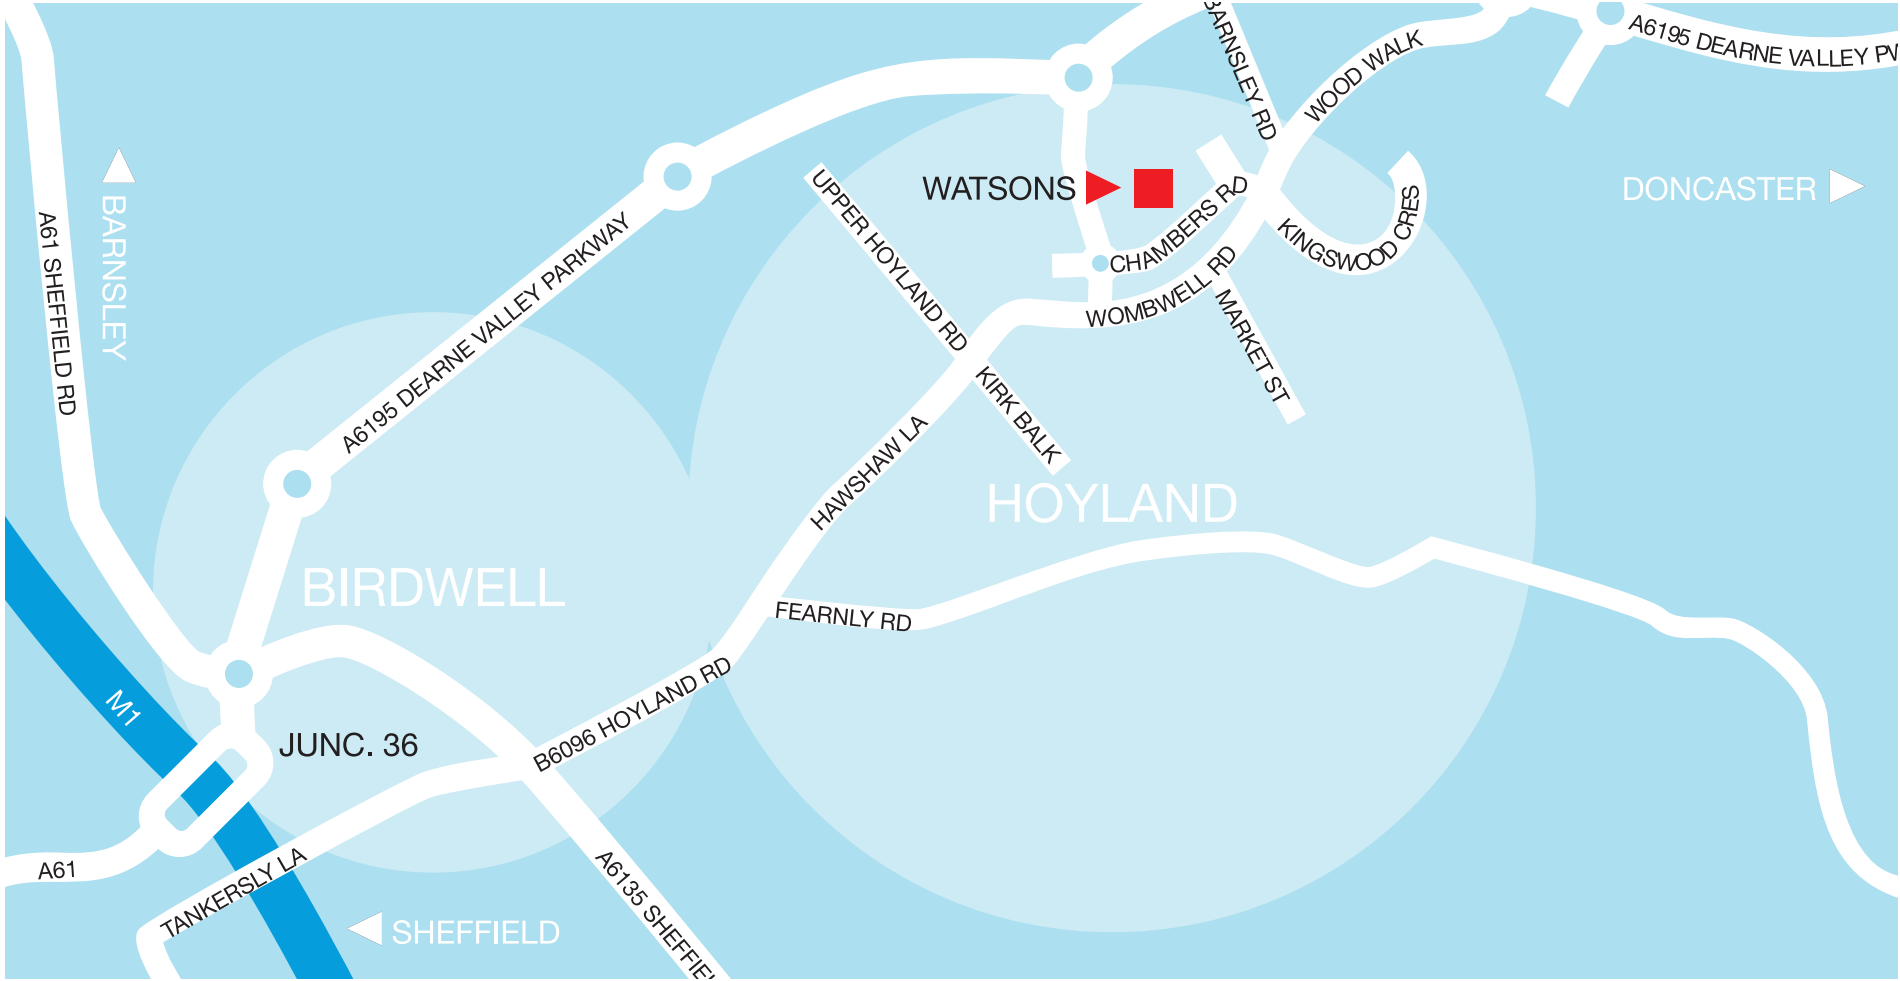 BARNSLEY RD
WOOD WALK
A6195 DEARNE VALLEY
WATSONS
DONCASTER
BARNSLEY
A61 SHEFFIELD RD
UPPER HOYLAND RD
CHAMBERS RD
KINGSWOOD CRES
A6195 DEARNE VALLEY PARKWAY
WOMBWELL RD
MARKET ST
KIRK BALK
HAWSHAW LA
HOYLAND
BIRDWELL
FEARNLY RD
M1
B6096 HOYLAND RD
JUNC. 36
A61
TANKERSLY LA
A6135
SHEFFIELD